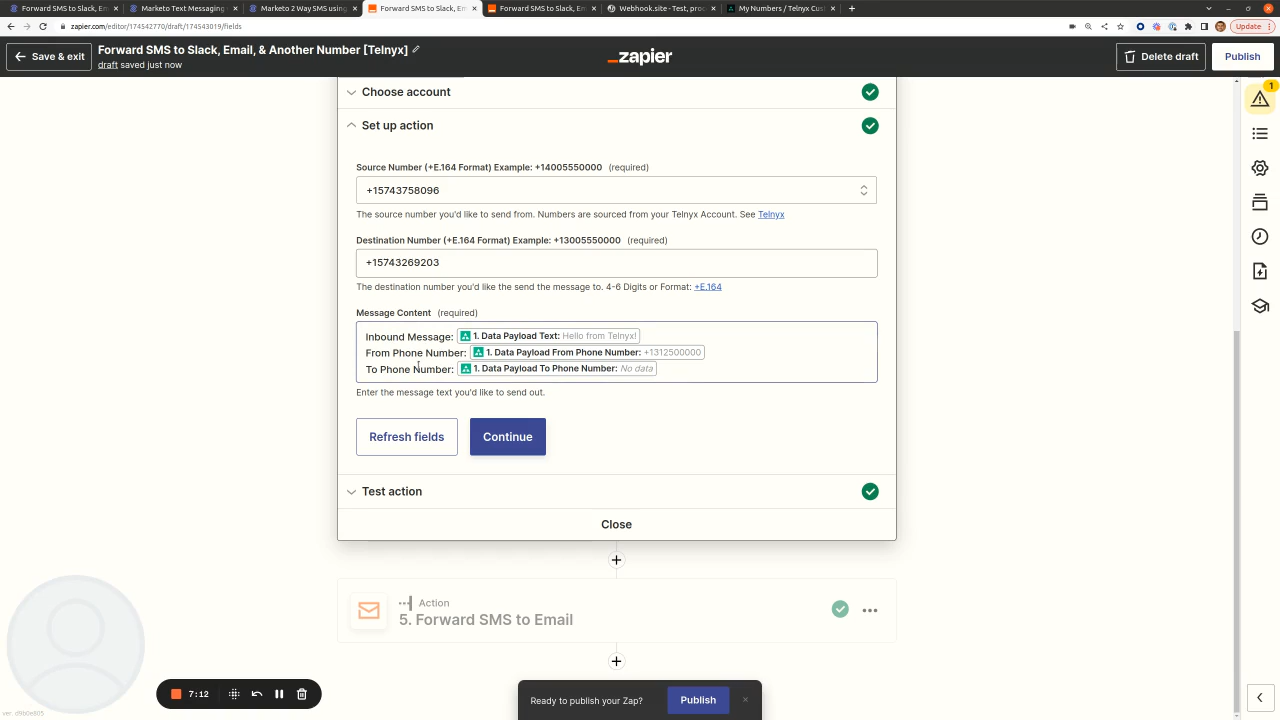 Forward SMS to Slack, Em
Marketo Text Messaging
Marketo 2 Way SMS using
Forward SMS to Slack, E
Forward SMS to Slack, Em
Webhook.site - Test, pro
My Numbers / Telnyx Cus
zapier.com/editor/174542770/draft/174543019/fields
Update
Save & exit
Forward SMS to Slack, Email, & Another Number [Telnyx]
draft saved just now
zapier
Delete draft
Publish
1
Choose account
Set up action
Source Number (+E.164 Format) Example: +14005550000 (required)
+15743758096
The source number you'd like to send from. Numbers are sourced from your Telnyx Account. See Telnyx
Destination Number (+E.164 Format) Example: +13005550000 (required)
+15743269203
The destination number you'd like the send the message to. 4-6 Digits or Format: +E.164
Message Content (required)
Inbound Message: 1. Data Payload Text: Hello from Telnyx!
From Phone Number: 1. Data Payload From Phone Number: +1312500000
To Phone Number: 1. Data Payload To Phone Number: No data
Enter the message text you'd like to send out.
Refresh fields
Continue
Test action
Close
Action
5. Forward SMS to Email
7:12
Ready to publish your Zap?
Publish
ver: d9b0e805